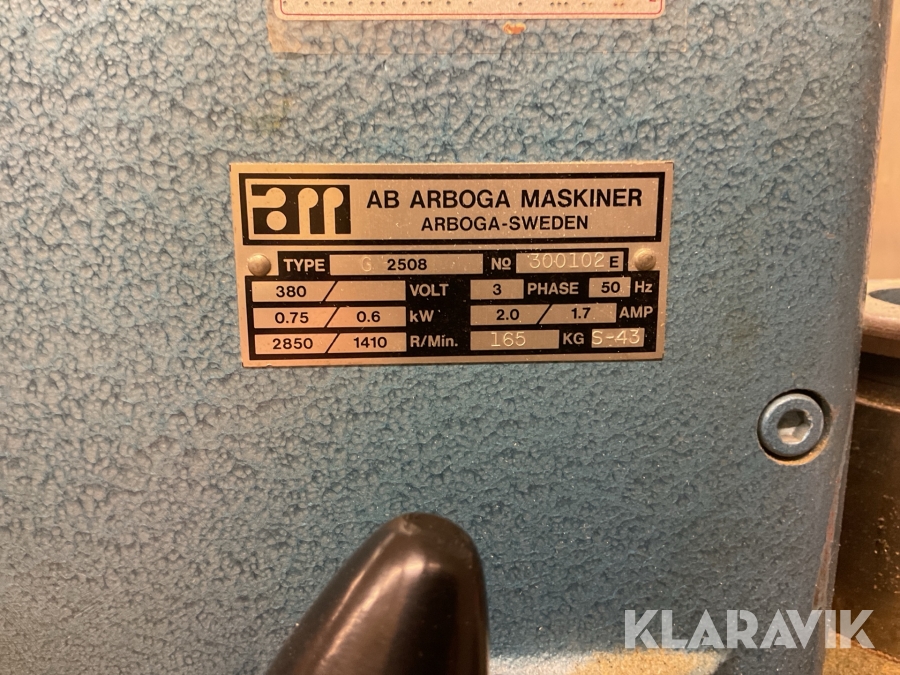 am AB ARBOGA MASKINER
ARBOGA-SWEDEN
TYPE G 2508 No 300102 E
380 / VOLT 3 PHASE 50 Hz
0.75 / 0.6 kW 2.0 / 1.7 AMP
2850 / 1410 R/Min. 165 KG S-43
KLARAVIK